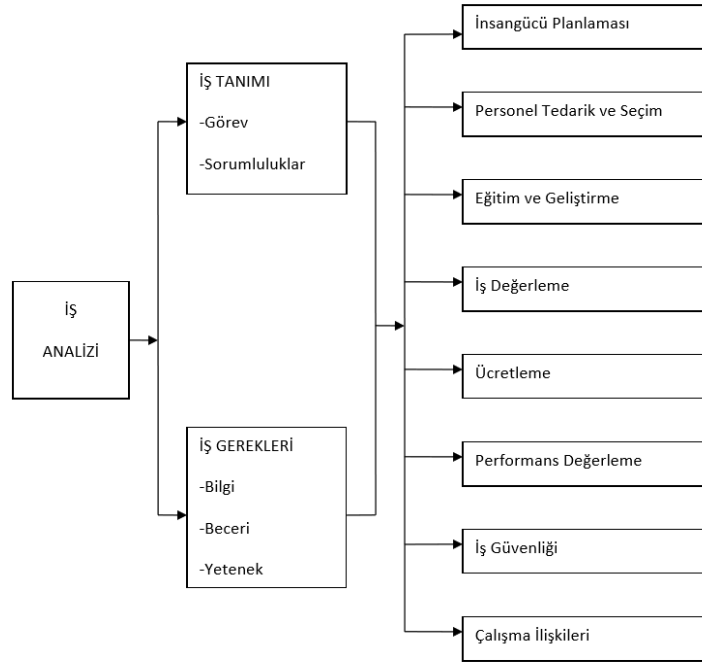 İŞ
ANALİZİ
İŞ TANIMI
-Görev
-Sorumluluklar
İŞ GEREKLERİ
-Bilgi
-Beceri
-Yetenek
İnsangücü Planlaması
Personel Tedarik ve Seçim
Eğitim ve Geliştirme
İş Değerleme
Ücretleme
Performans Değerleme
İş Güvenliği
Çalışma İlişkileri